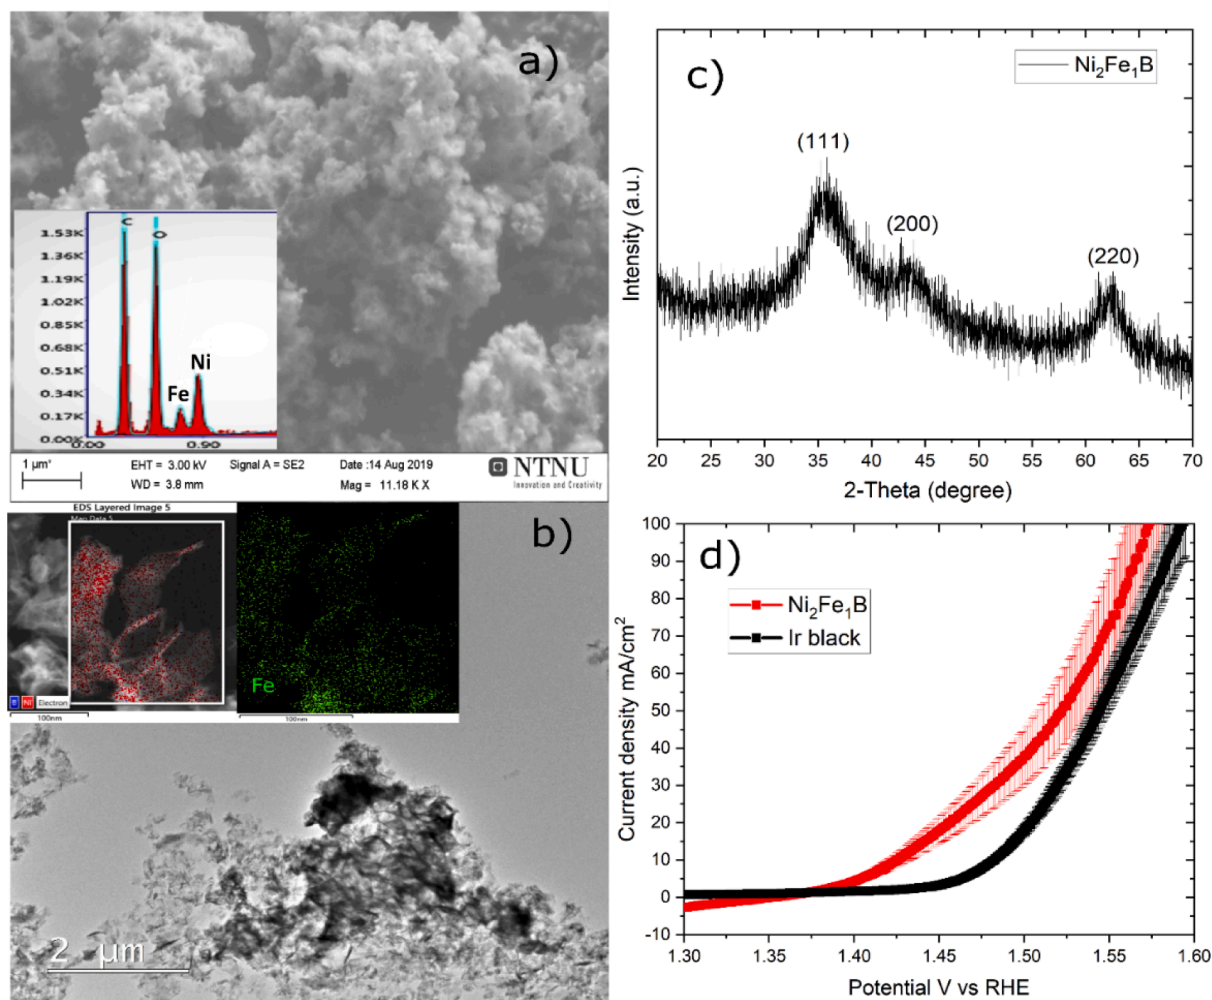 a)
1.53K
1.36K
1.19K
1.02K
0.85K
0.68K
0.51K
0.34K
0.17K
0.00K
C
O
Fe
Ni
0.00 0.90
1 µm
EHT = 3.00 kV Signal A = SE2 Date :14 Aug 2019
WD = 3.8 mm Mag = 11.18 K X
NTNU
Innovation and Creativity
b)
EDS Layered Image 5
B Ni Electron
100nm
Fe
100nm
2 µm
c)
Ni2Fe1B
(111)
(200)
(220)
Intensity (a.u.)
20 25 30 35 40 45 50 55 60 65 70
2-Theta (degree)
d)
Ni2Fe1B
Ir black
Current density mA/cm2
100
90
80
70
60
50
40
30
20
10
0
-10
1.30 1.35 1.40 1.45 1.50 1.55 1.60
Potential V vs RHE